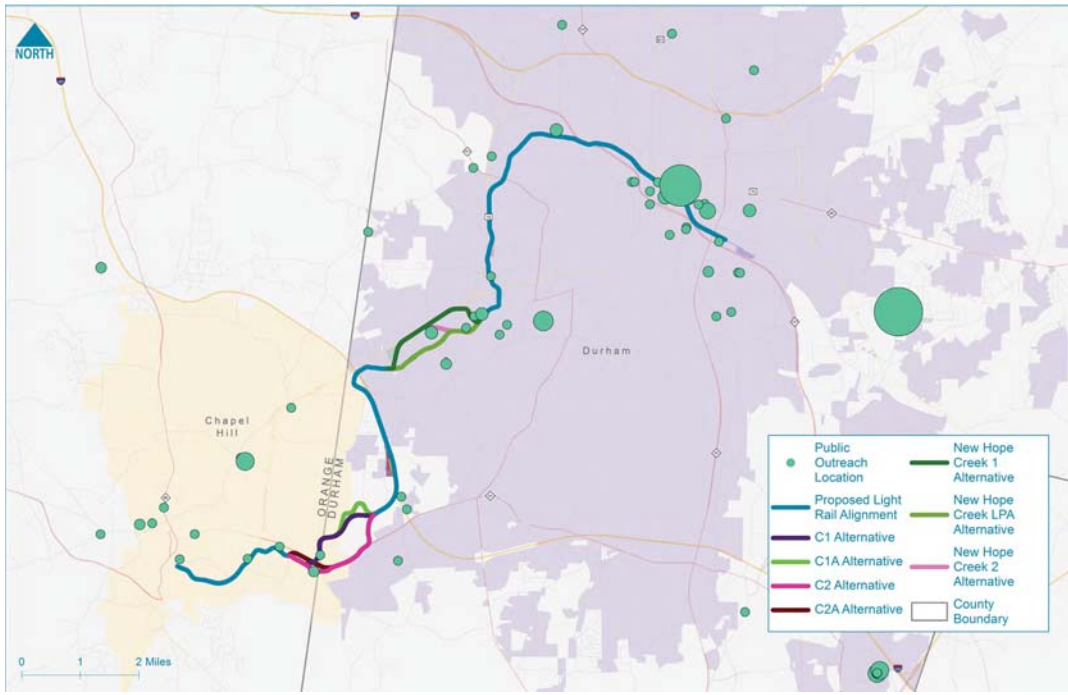 NORTH
Durham
Chapel
Hill
ORANGE
DURHAM
0 1 2 Miles
Public
Outreach
Location
Proposed Light
Rail Alignment
C1 Alternative
C1A Alternative
C2 Alternative
C2A Alternative
New Hope
Creek 1
Alternative
New Hope
Creek LPA
Alternative
New Hope
Creek 2
Alternative
County
Boundary